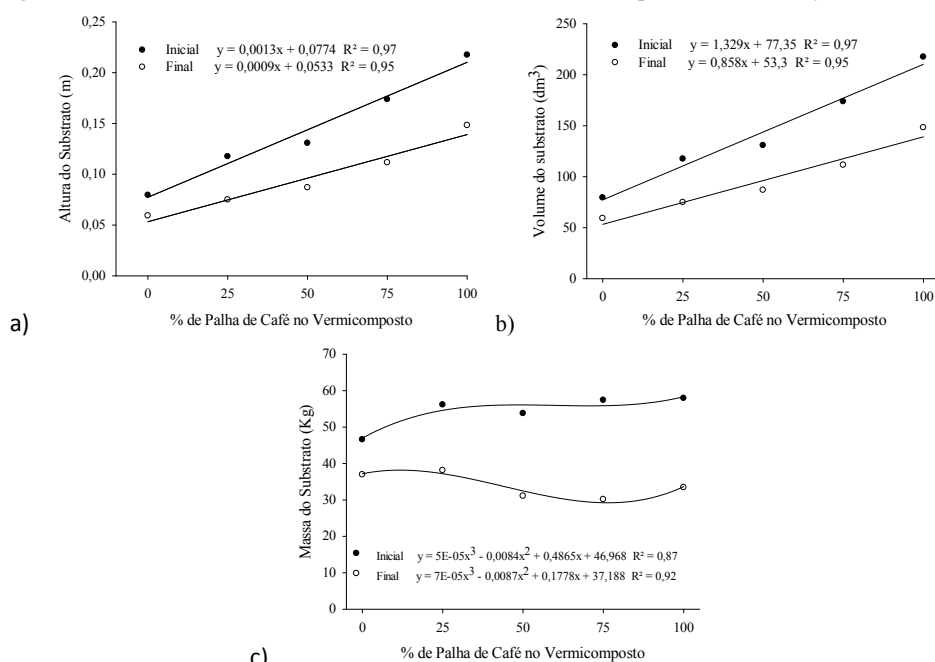 Inicial y = 0,0013x + 0,0774 R² = 0,97
Final y = 0,0009x + 0,0533 R² = 0,95
Altura do Substrato (m)
0,25
0,20
0,15
0,10
0,05
0,00
0 25 50 75 100
% de Palha de Café no Vermicomposto
a)
Inicial y = 1,329x + 77,35 R² = 0,97
Final y = 0,858x + 53,3 R² = 0,95
Volume do substrato (dm³)
250
200
150
100
50
0
0 25 50 75 100
% de Palha de Café no Vermicomposto
b)
Massa do Substrato (Kg)
70
60
50
40
30
20
10
0
Inicial y = 5E-05x³ - 0,0084x² + 0,4865x + 46,968 R² = 0,87
Final y = 7E-05x³ - 0,0087x² + 0,1778x + 37,188 R² = 0,92
0 25 50 75 100
% de Palha de Café no Vermicomposto
c)